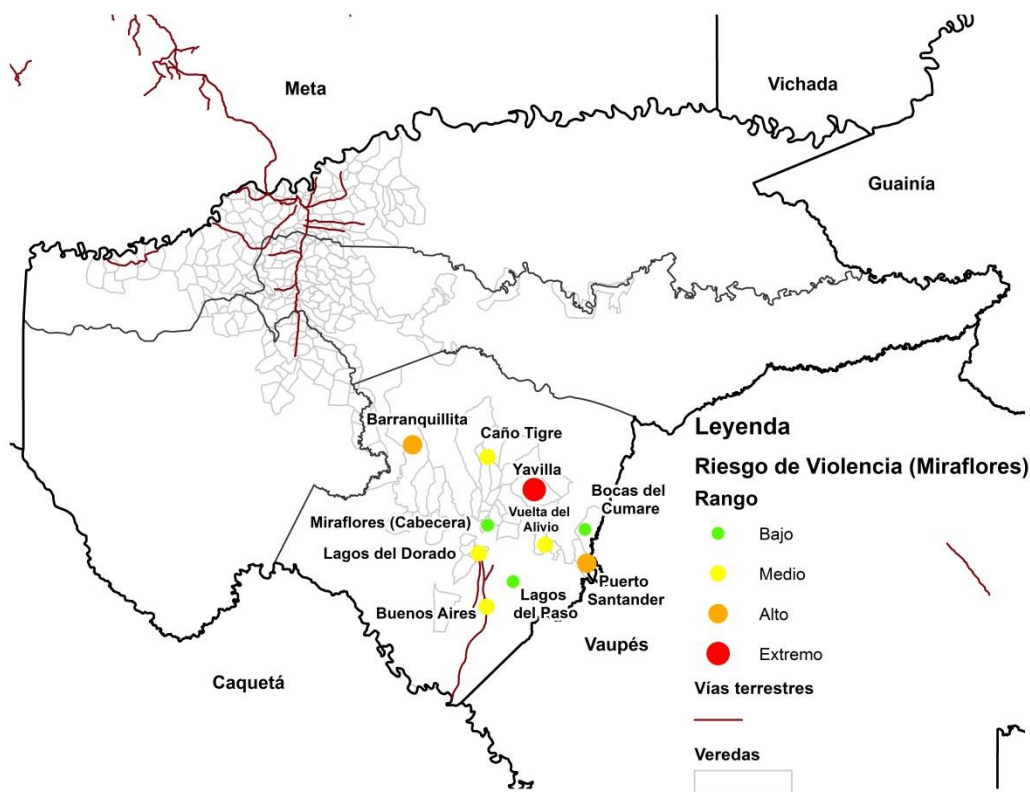 Meta
Vichada
Guainía
Barranquillita
Caño Tigre
Yavilla
Bocas del
Cumare
Vuelta del
Alivio
Miraflores (Cabecera)
Lagos del Dorado
Puerto
Santander
Lagos
del Paso
Buenos Aires
Vaupés
Caquetá
Leyenda
Riesgo de Violencia (Miraflores)
Rango
Bajo
Medio
Alto
Extremo
Vías terrestres
Veredas